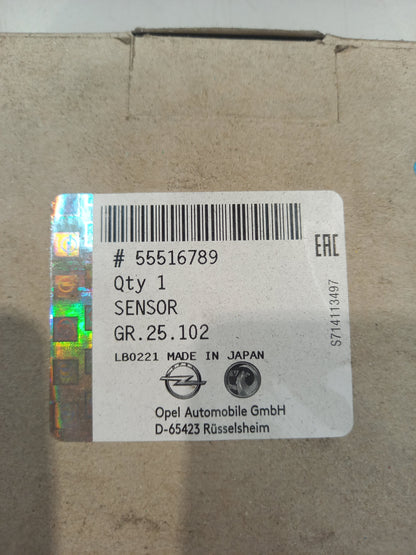 # 55516789
Qty 1
SENSOR
GR.25.102
LB0221 MADE IN JAPAN
Opel Automobile GmbH
D-65423 Rüsselsheim
EAC
S714113497